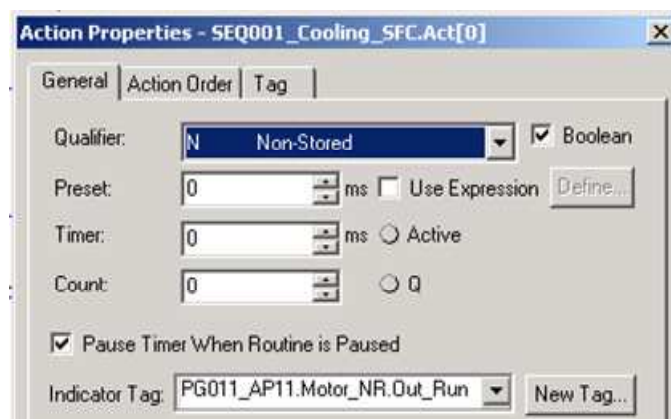 Action Properties - SEQ001_Cooling_SFC.Act[0]
General Action Order Tag
Qualifier: N Non-Stored Boolean
Preset: 0 ms Use Expression Define...
Timer: 0 ms Active
Count: 0 Q
Pause Timer When Routine is Paused
Indicator Tag: PG011_AP11.Motor_NR.Out_Run New Tag...